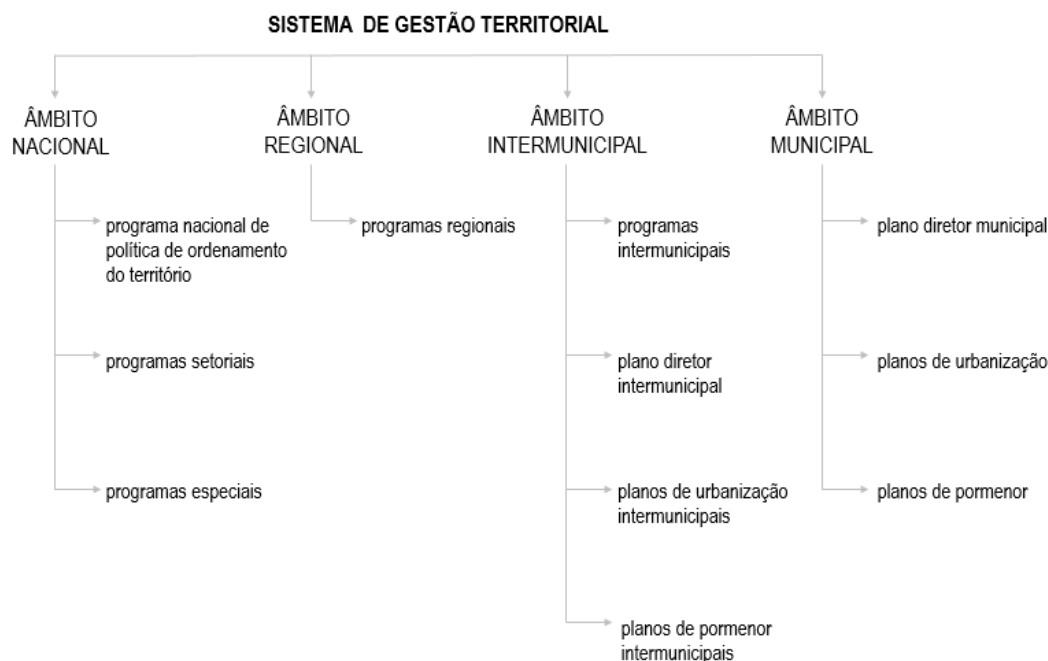 SISTEMA DE GESTÃO TERRITORIAL
ÂMBITO
NACIONAL
programa nacional de
política de ordenamento
do território
programas setoriais
programas especiais
ÂMBITO
REGIONAL
programas regionais
ÂMBITO
INTERMUNICIPAL
programas
intermunicipais
plano diretor
intermunicipal
planos de urbanização
intermunicipais
planos de pormenor
intermunicipais
ÂMBITO
MUNICIPAL
plano diretor municipal
planos de urbanização
planos de pormenor